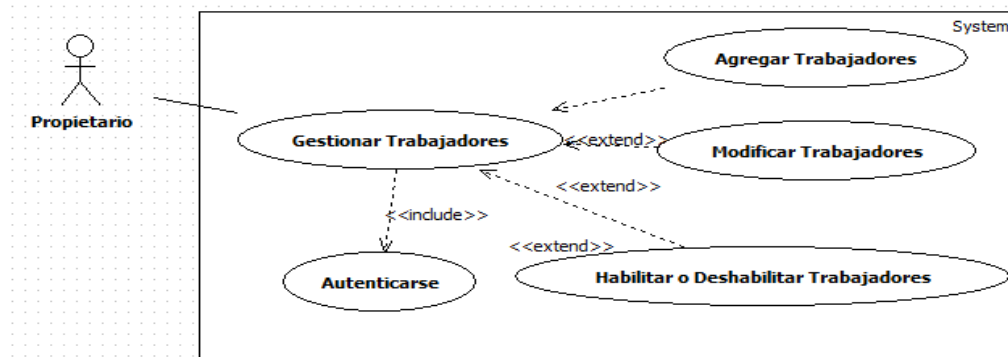 System
Agregar Trabajadores
Propietario
Gestionar Trabajadores
<<extend>>
Modificar Trabajadores
<<extend>>
<<include>>
<<extend>>
Autenticarse
Habilitar o Deshabilitar Trabajadores